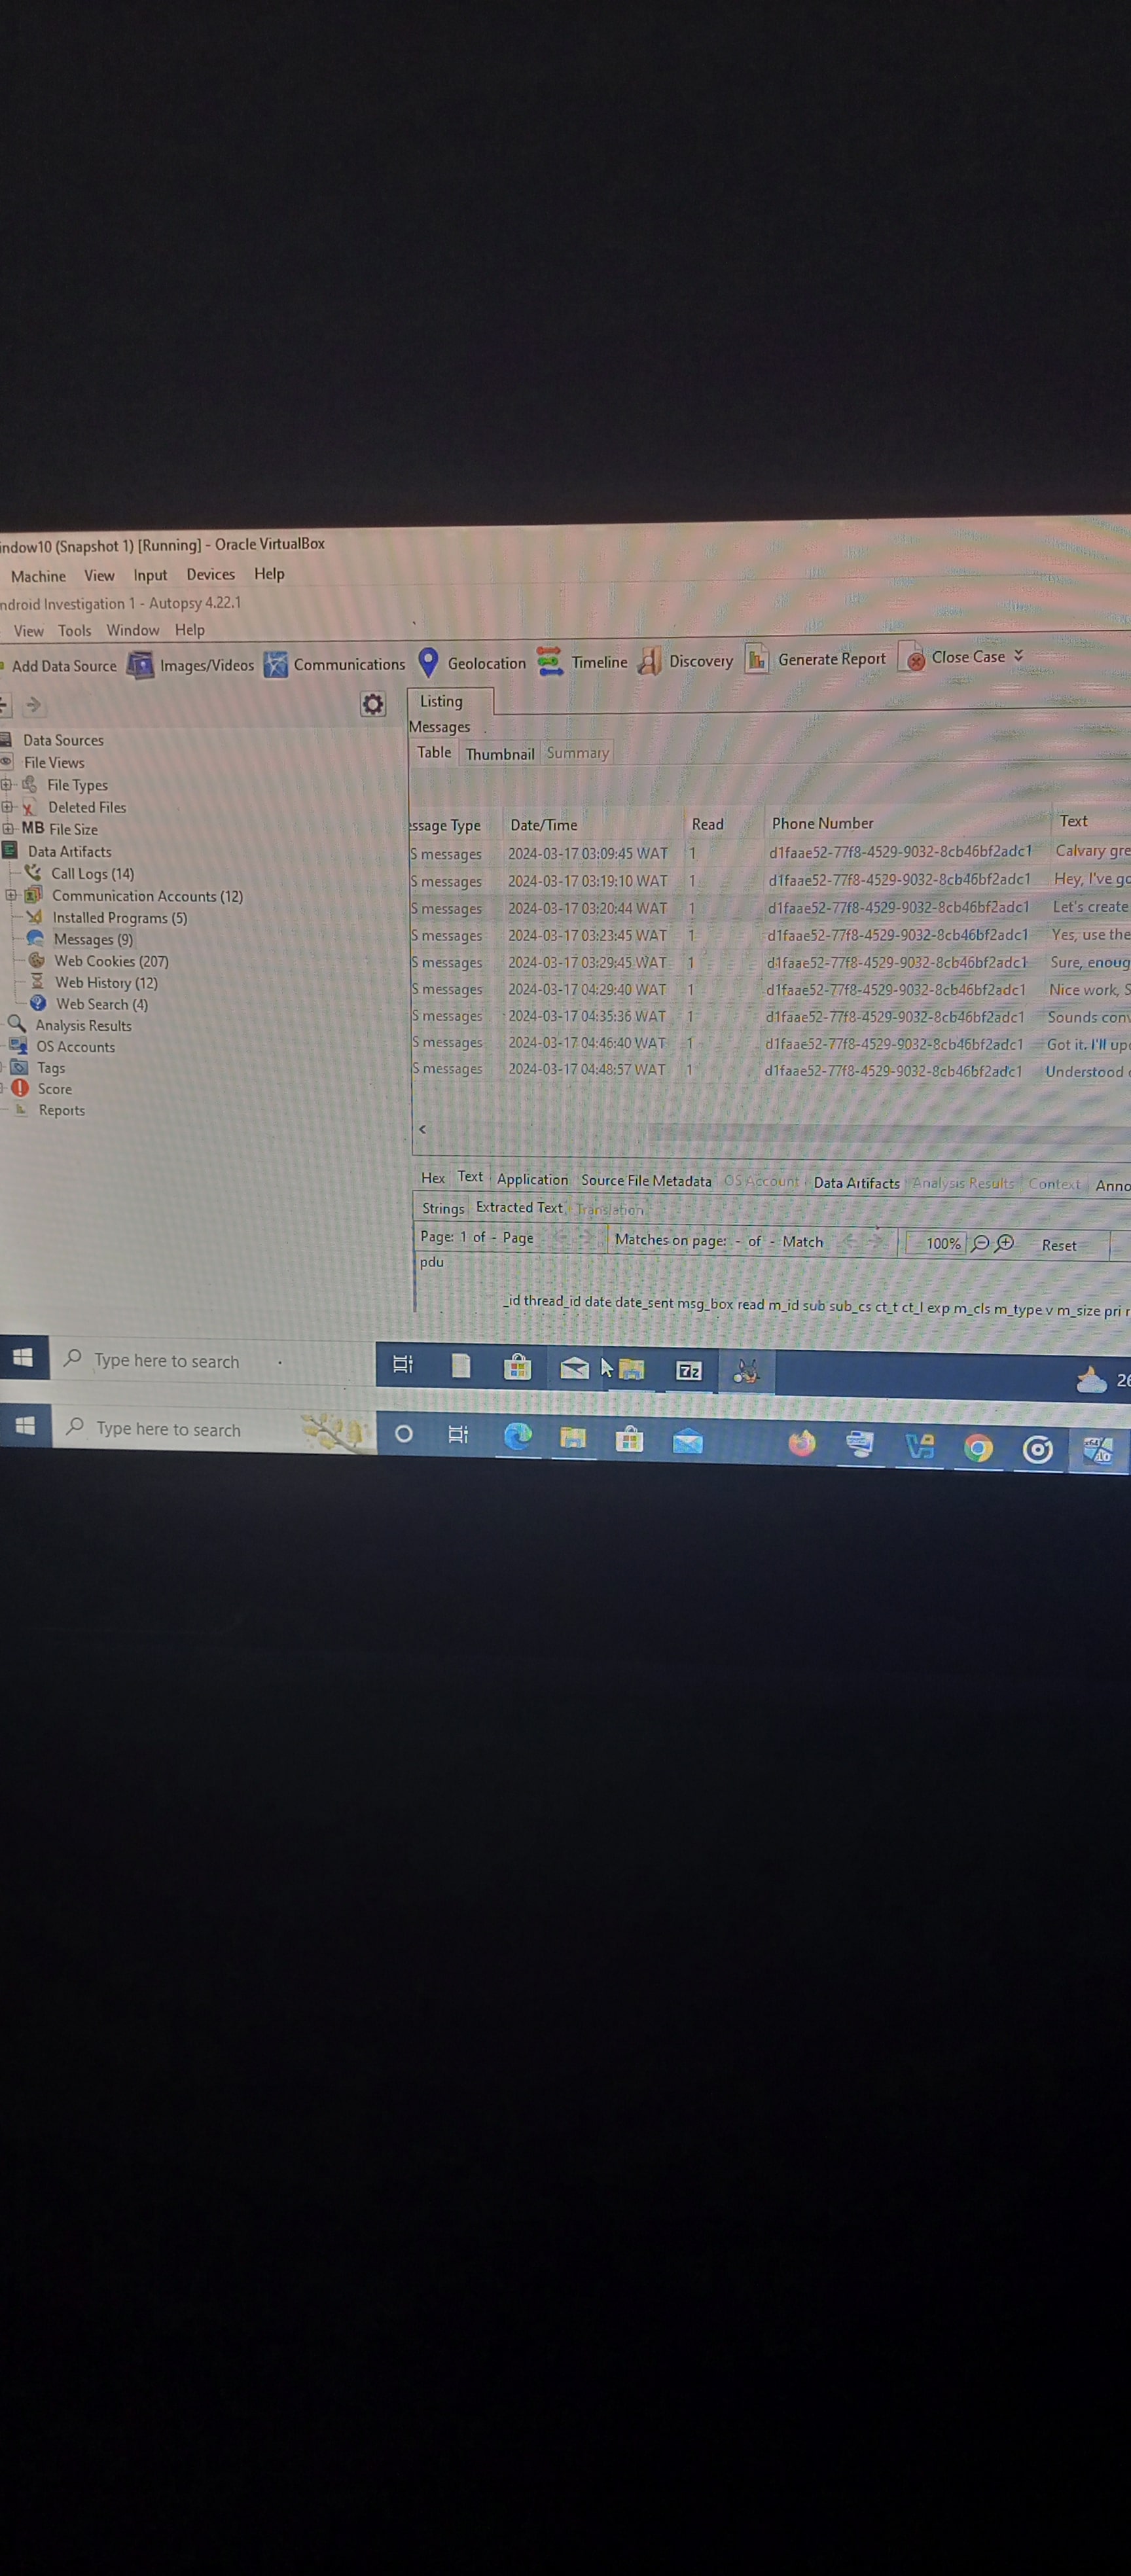 indow10 (Snapshot 1) [Running] - Oracle VirtualBox
Machine View Input Devices Help
ndroid Investigation 1 - Autopsy 4.22.1
View Tools Window Help
Add Data Source Images/Videos Communications Geolocation Timeline Discovery Generate Report Close Case
Listing
Messages
Table Thumbnail Summary
Data Sources
File Views
File Types
Deleted Files
MB File Size
Data Artifacts
Call Logs (14)
Communication Accounts (12)
Installed Programs (5)
Messages (9)
Web Cookies (207)
Web History (12)
Web Search (4)
Analysis Results
OS Accounts
Tags
Score
Reports
essage Type Date/Time Read Phone Number Text
S messages 2024-03-17 03:09:45 WAT 1 d1faae52-77f8-4529-9032-8cb46bf2adc1 Calvary gre
S messages 2024-03-17 03:19:10 WAT 1 d1faae52-77f8-4529-9032-8cb46bf2adc1 Hey, I've go
S messages 2024-03-17 03:20:44 WAT 1 d1faae52-77f8-4529-9032-8cb46bf2adc1 Let's create
S messages 2024-03-17 03:23:45 WAT 1 d1faae52-77f8-4529-9032-8cb46bf2adc1 Yes, use the
S messages 2024-03-17 03:29:45 WAT 1 d1faae52-77f8-4529-9032-8cb46bf2adc1 Sure, enoug
S messages 2024-03-17 04:29:40 WAT 1 d1faae52-77f8-4529-9032-8cb46bf2adc1 Nice work, S
S messages 2024-03-17 04:35:36 WAT 1 d1faae52-77f8-4529-9032-8cb46bf2adc1 Sounds conv
S messages 2024-03-17 04:46:40 WAT 1 d1faae52-77f8-4529-9032-8cb46bf2adc1 Got it. I'll up
S messages 2024-03-17 04:48:57 WAT 1 d1faae52-77f8-4529-9032-8cb46bf2adc1 Understood
Hex Text Application Source File Metadata OS Account Data Artifacts Analysis Results Context Anno
Strings Extracted Text Translation
Page: 1 of - Page Matches on page: - of - Match 100% Reset
pdu
_id thread_id date date_sent msg_box read m_id sub sub_cs ct_t ct_l exp m_cls m_type v m_size pri r
Type here to search 7z 26
Type here to search